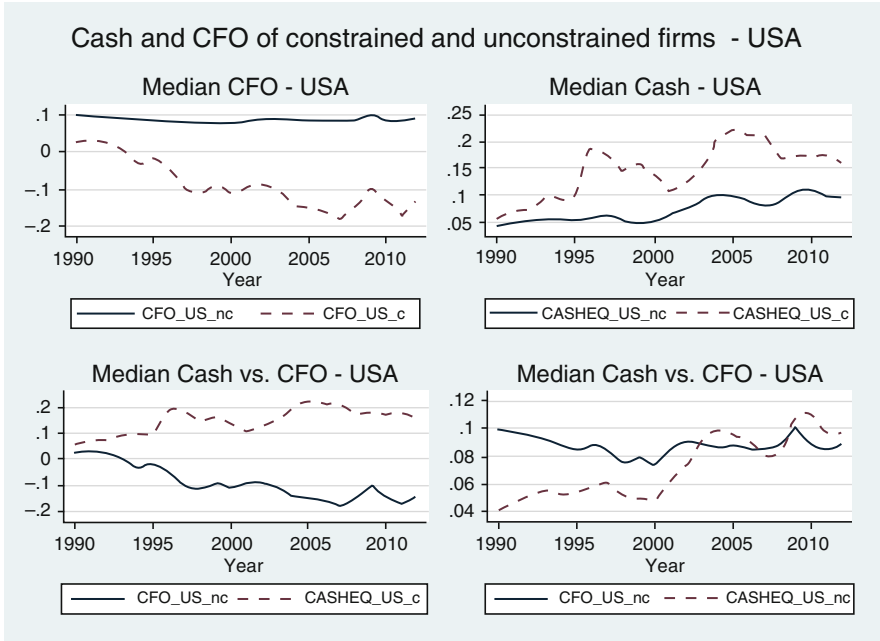 Cash and CFO of constrained and unconstrained firms - USA
Median CFO - USA
.1
0
–.1
–.2
1990 1995 2000 2005 2010
Year
CFO_US_nc CFO_US_c
Median Cash - USA
.25
.2
.15
.1
.05
1990 1995 2000 2005 2010
Year
CASHEQ_US_nc CASHEQ_US_c
Median Cash vs. CFO - USA
.2
.1
0
–.1
–.2
1990 1995 2000 2005 2010
Year
CFO_US_nc CASHEQ_US_c
Median Cash vs. CFO - USA
.12
.1
.08
.06
.04
1990 1995 2000 2005 2010
Year
CFO_US_nc CASHEQ_US_nc